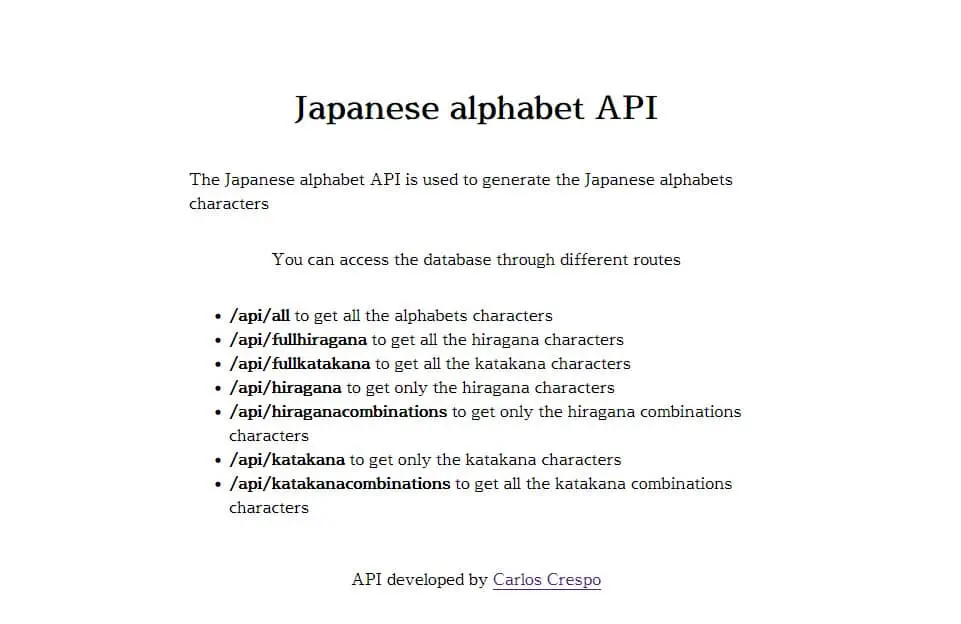 Japanese alphabet API
The Japanese alphabet API is used to generate the Japanese alphabets
characters
You can access the database through different routes
• /api/all to get all the alphabets characters
• /api/fullhiragana to get all the hiragana characters
• /api/fullkatakana to get all the katakana characters
• /api/hiragana to get only the hiragana characters
• /api/hiraganacombinations to get only the hiragana combinations
characters
• /api/katakana to get only the katakana characters
• /api/katakanacombinations to get all the katakana combinations
characters
API developed by Carlos Crespo